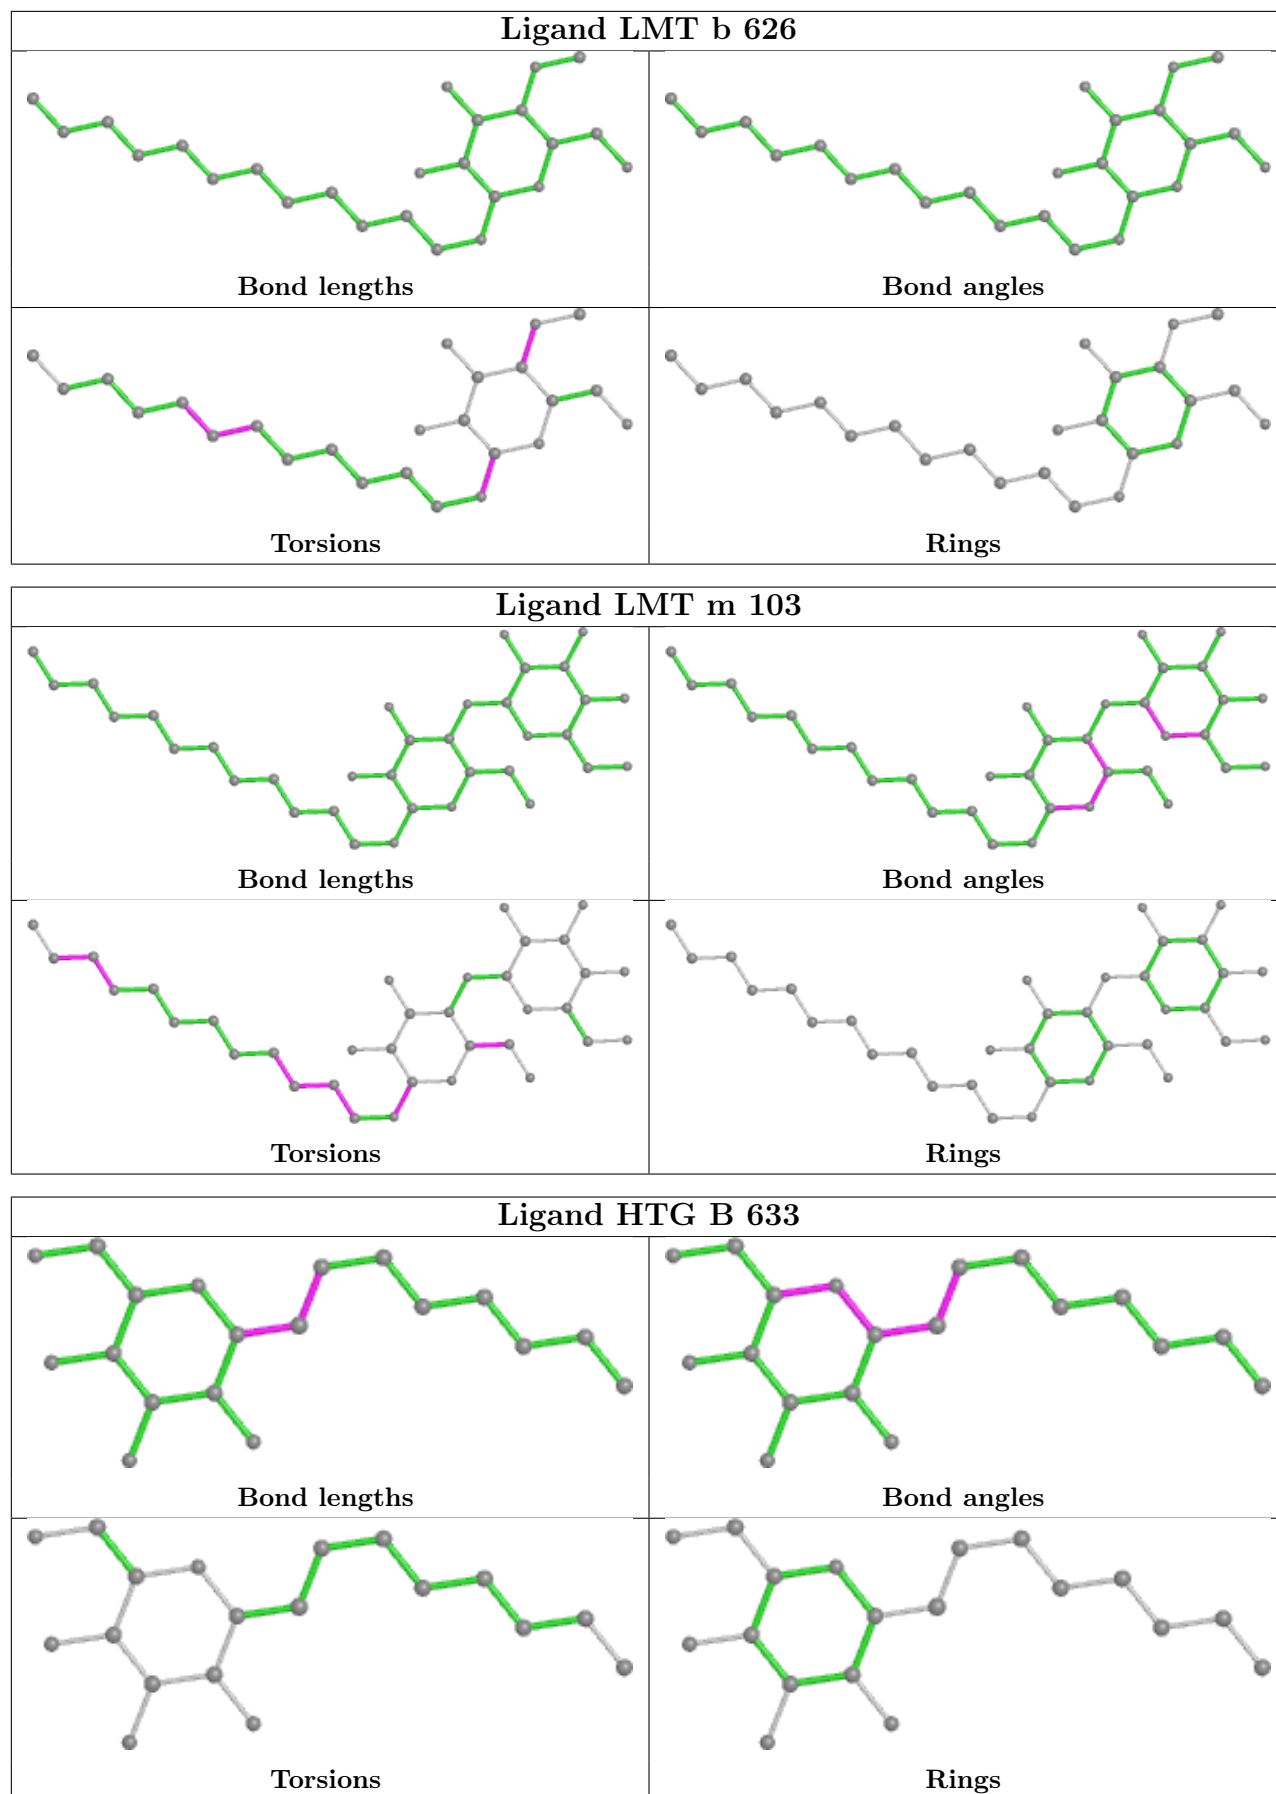 Ligand LMT b 626
Bond lengths
Bond angles
Torsions
Rings
Ligand LMT m 103
Bond lengths
Bond angles
Torsions
Rings
Ligand HTG B 633
Bond lengths
Bond angles
Torsions
Rings